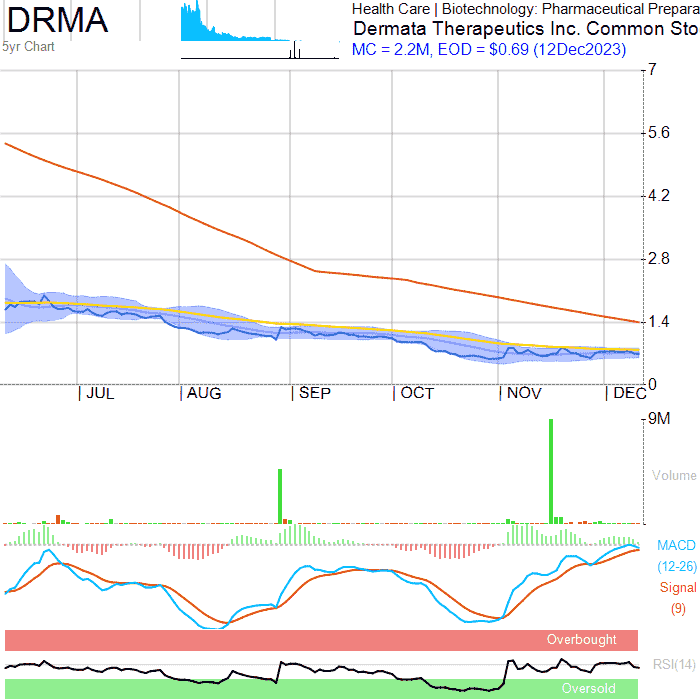 DRMA
5yr Chart
Health Care | Biotechnology: Pharmaceutical Prepara
Dermata Therapeutics Inc. Common Sto
MC = 2.2M, EOD = $0.69 (12Dec2023)
7
5.6
4.2
2.8
1.4
0
JUL
AUG
SEP
OCT
NOV
DEC
9M
Volume
MACD
(12-26)
Signal
(9)
Overbought
RSI(14)
Oversold